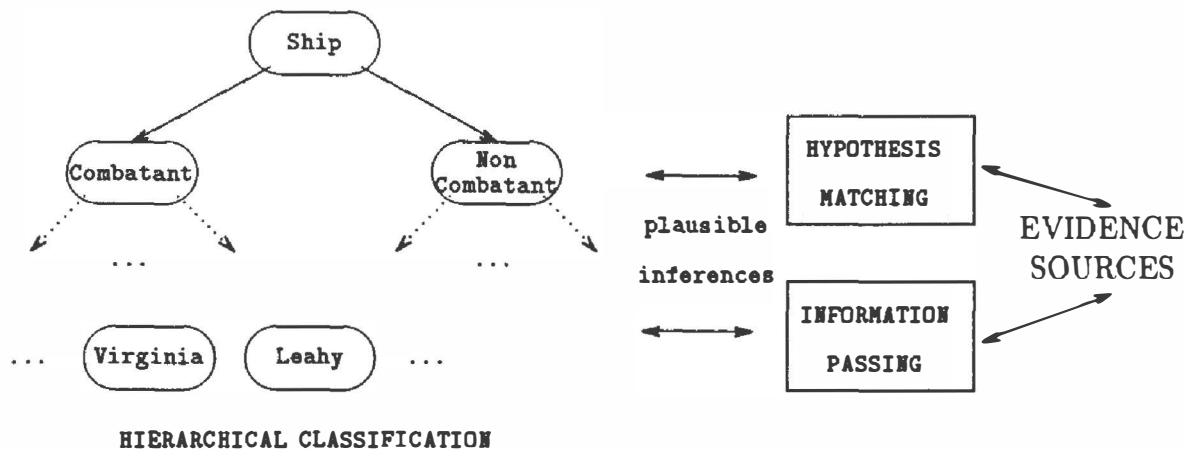 Ship
Combatant
Non
Combatant
...
...
... Virginia Leahy ...
HIERARCHICAL CLASSIFICATION
plausible
inferences
HYPOTHESIS
MATCHING
INFORMATION
PASSING
EVIDENCE
SOURCES